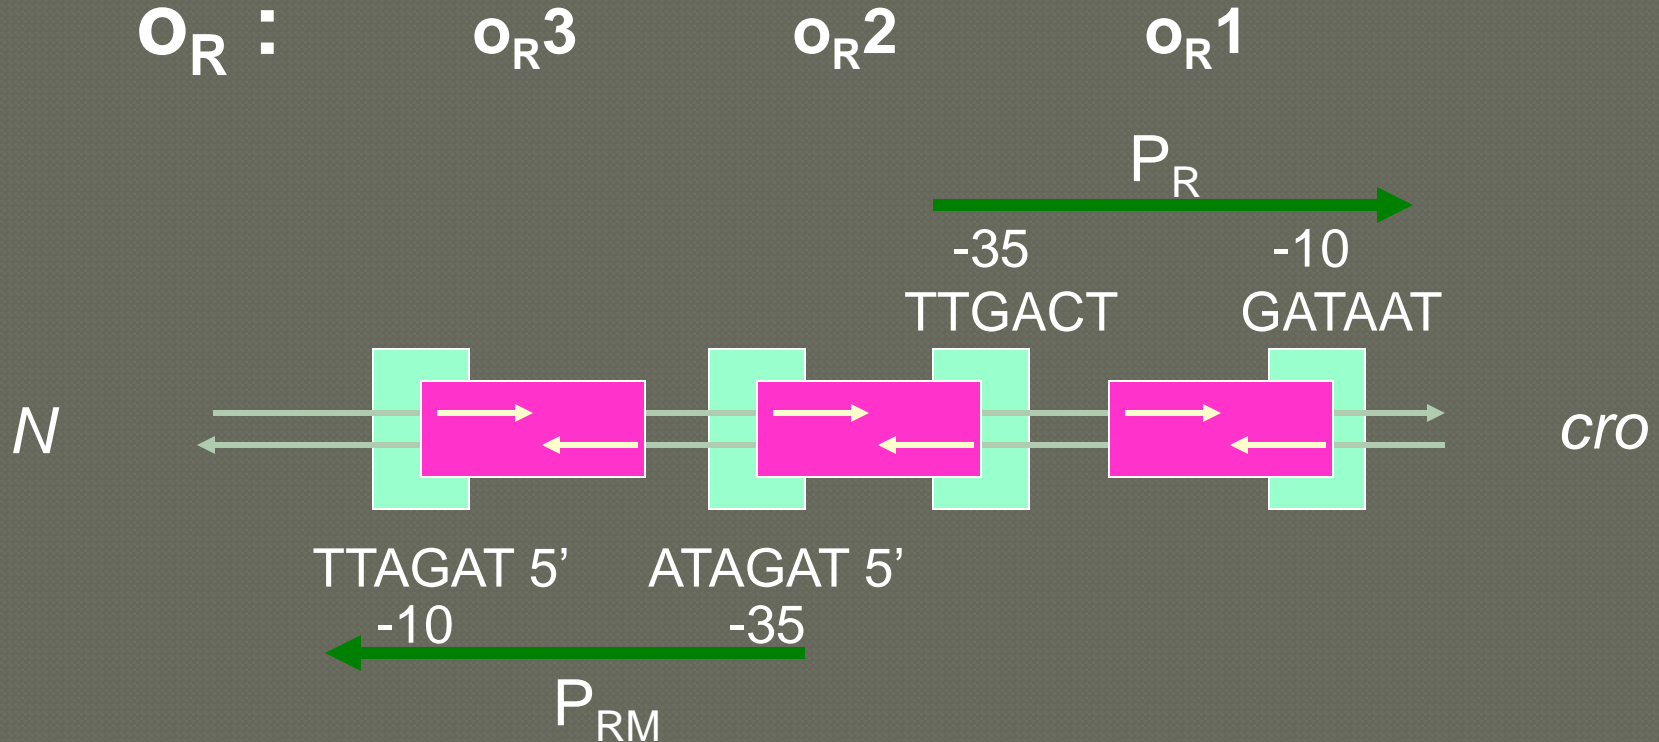 oR : oR3 oR2 oR1
PR
-35 -10
TTGACT GATAAT
N cro
TTAGAT 5’ ATAGAT 5’
-10 -35
PRM